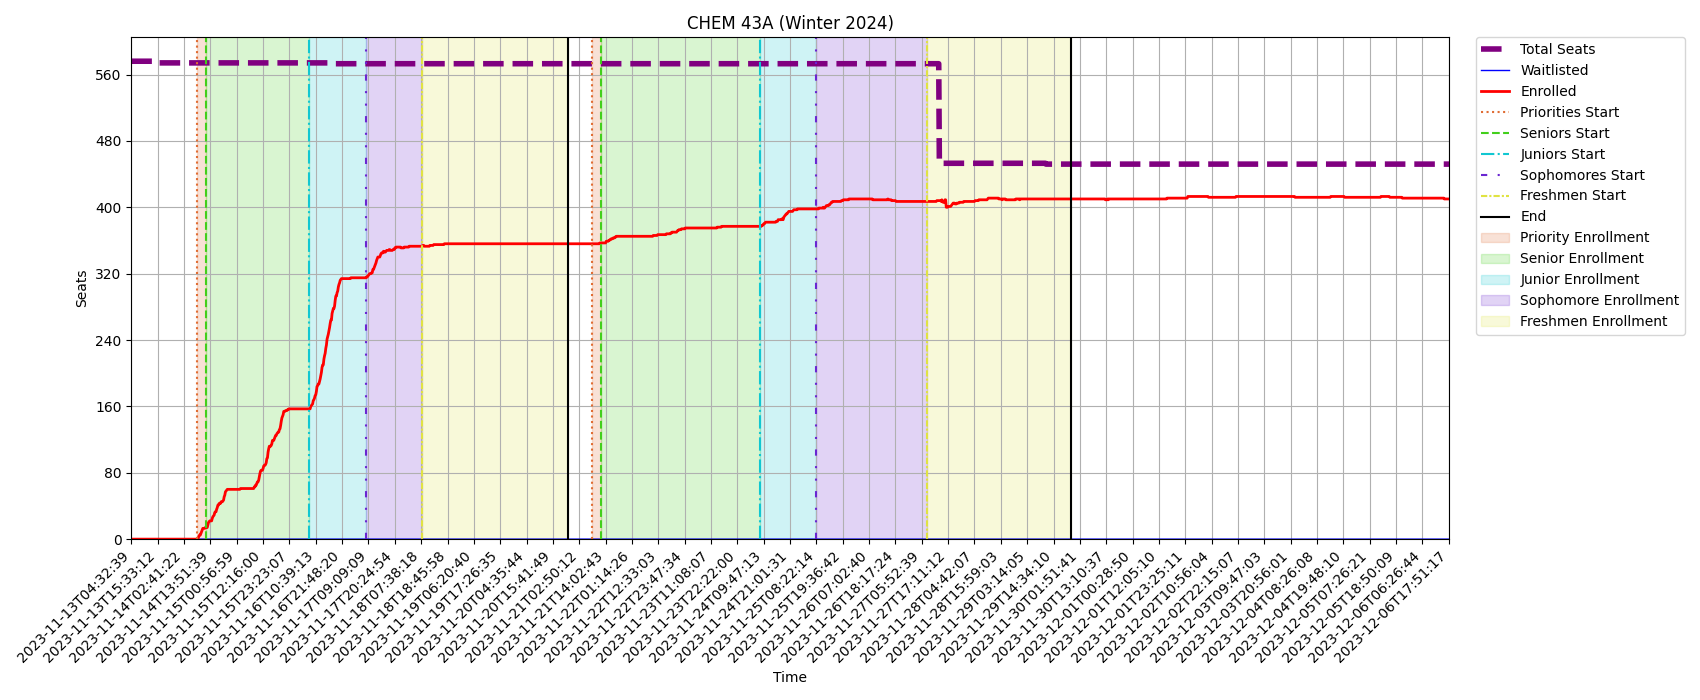 CHEM 43A (Winter 2024)
Total Seats
Waitlisted
Enrolled
Priorities Start
Seniors Start
Juniors Start
Sophomores Start
Freshmen Start
End
Priority Enrollment
Senior Enrollment
Junior Enrollment
Sophomore Enrollment
Freshmen Enrollment
Seats
560
480
400
320
240
160
80
0
2023-11-13T04:32:39
2023-11-13T15:33:12
2023-11-14T02:41:22
2023-11-14T13:51:39
2023-11-15T00:56:59
2023-11-15T12:16:00
2023-11-15T23:23:07
2023-11-16T10:39:13
2023-11-16T21:48:20
2023-11-17T09:09:09
2023-11-17T20:24:54
2023-11-18T07:38:18
2023-11-18T18:45:58
2023-11-19T06:20:40
2023-11-19T17:26:35
2023-11-20T04:35:44
2023-11-20T15:41:49
2023-11-21T02:50:12
2023-11-21T14:02:43
2023-11-22T01:14:26
2023-11-22T12:33:03
2023-11-22T23:47:34
2023-11-23T11:08:07
2023-11-23T22:22:00
2023-11-24T09:47:13
2023-11-24T21:01:31
2023-11-25T08:22:14
2023-11-25T19:36:42
2023-11-26T07:02:40
2023-11-26T18:17:24
2023-11-27T05:52:39
2023-11-27T17:11:12
2023-11-28T04:42:07
2023-11-28T15:59:03
2023-11-29T03:14:05
2023-11-29T14:34:10
2023-11-30T01:51:41
2023-11-30T13:10:37
2023-12-01T00:28:50
2023-12-01T12:05:10
2023-12-01T23:25:11
2023-12-02T10:56:04
2023-12-02T22:15:07
2023-12-03T09:47:03
2023-12-03T20:56:01
2023-12-04T08:26:08
2023-12-04T19:48:10
2023-12-05T07:26:21
2023-12-05T18:50:09
2023-12-06T06:26:44
2023-12-06T17:51:17
Time